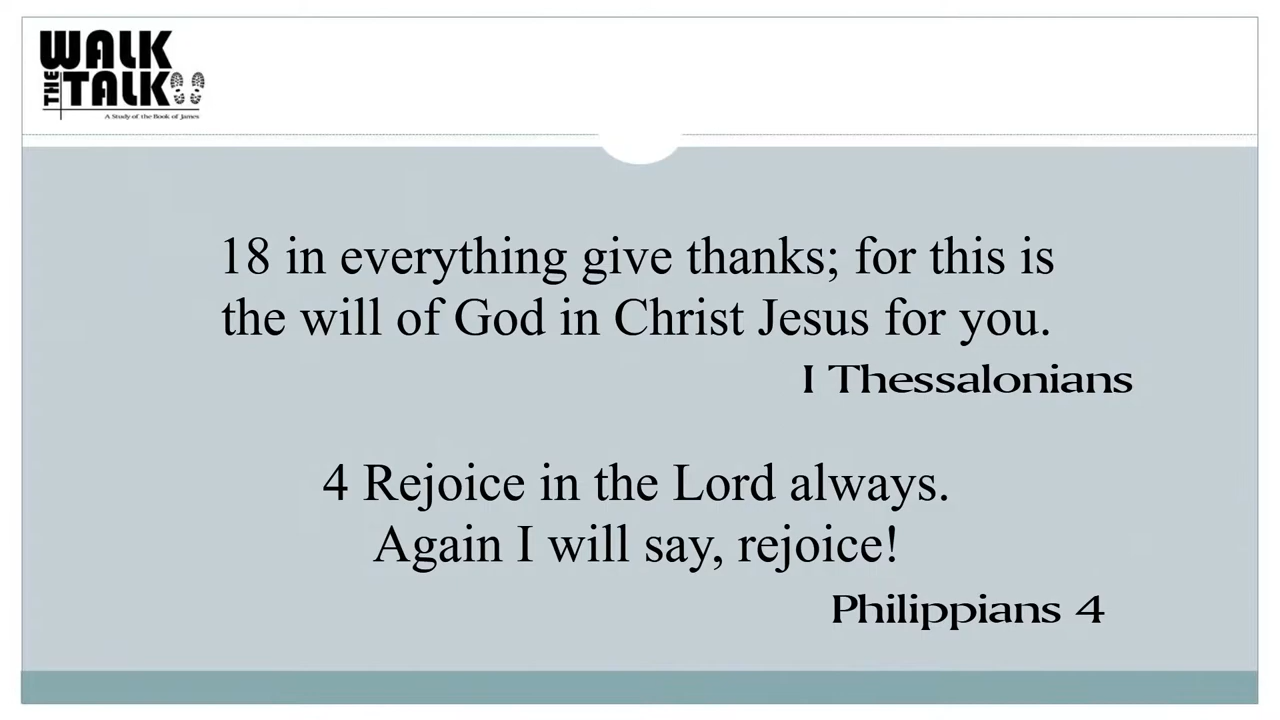 WALK
THE TALK
A Study of the Book of James
18 in everything give thanks; for this is
the will of God in Christ Jesus for you.
I Thessalonians
4 Rejoice in the Lord always.
Again I will say, rejoice!
Philippians 4